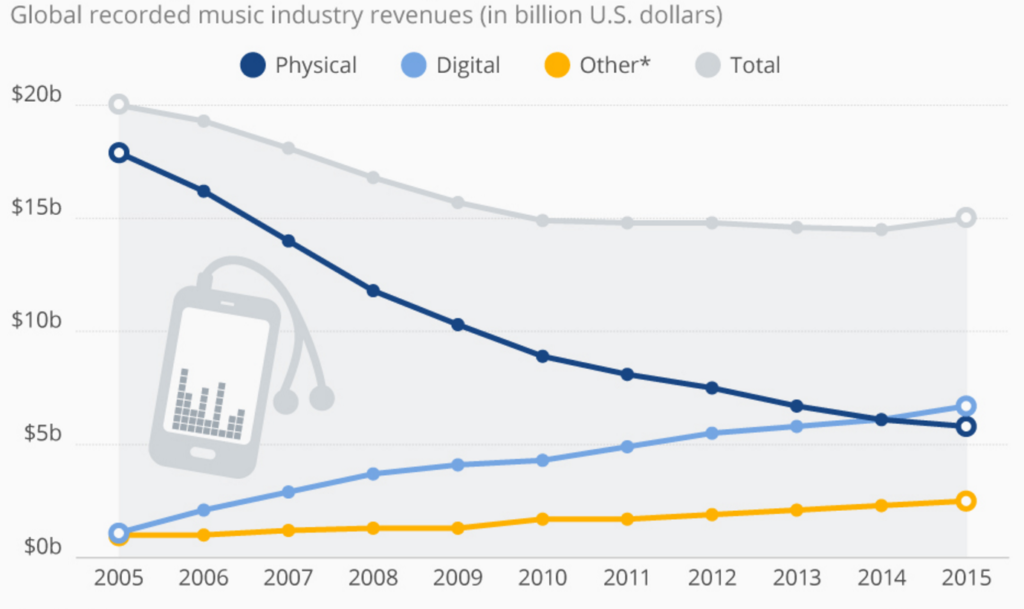 Global recorded music industry revenues (in billion U.S. dollars)
Physical Digital Other* Total
$20b
$15b
$10b
$5b
$0b
2005 2006 2007 2008 2009 2010 2011 2012 2013 2014 2015